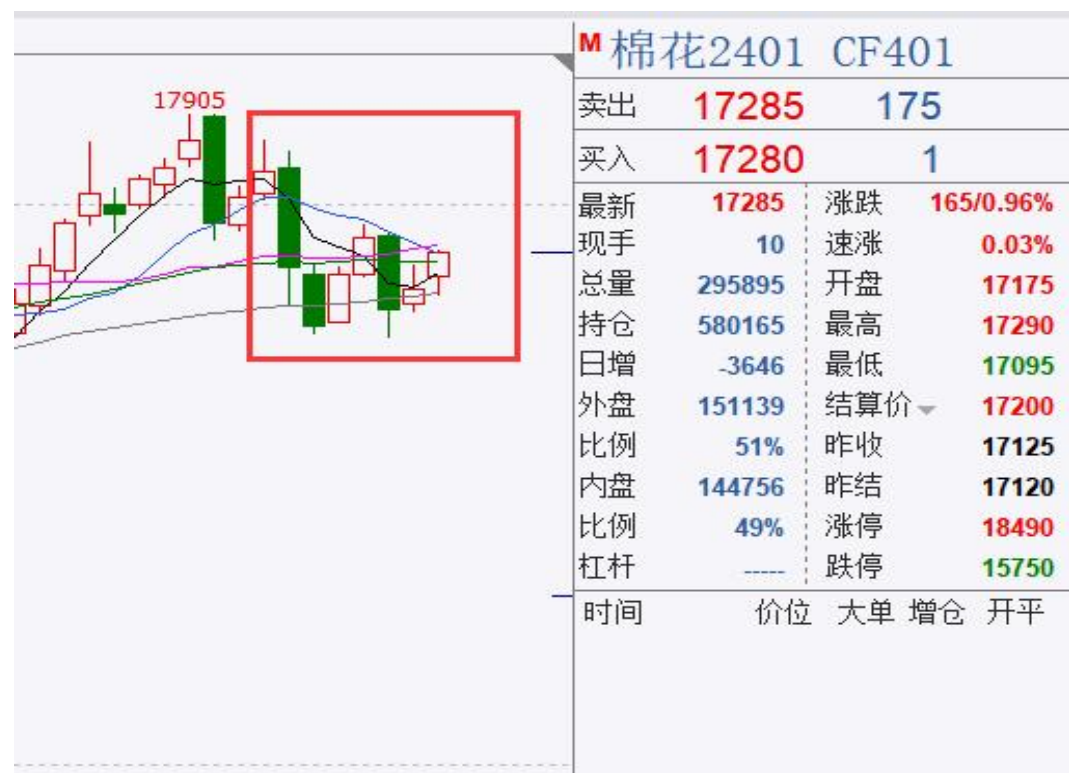 17905
M 棉花2401 CF401
卖出 17285 175
买入 17280 1
最新 17285 涨跌 165/0.96%
现手 10 速涨 0.03%
总量 295895 开盘 17175
持仓 580165 最高 17290
日增 -3646 最低 17095
外盘 151139 结算价 17200
比例 51% 昨收 17125
内盘 144756 昨结 17120
比例 49% 涨停 18490
杠杆 ----- 跌停 15750
时间 价位 大单 增仓 开平